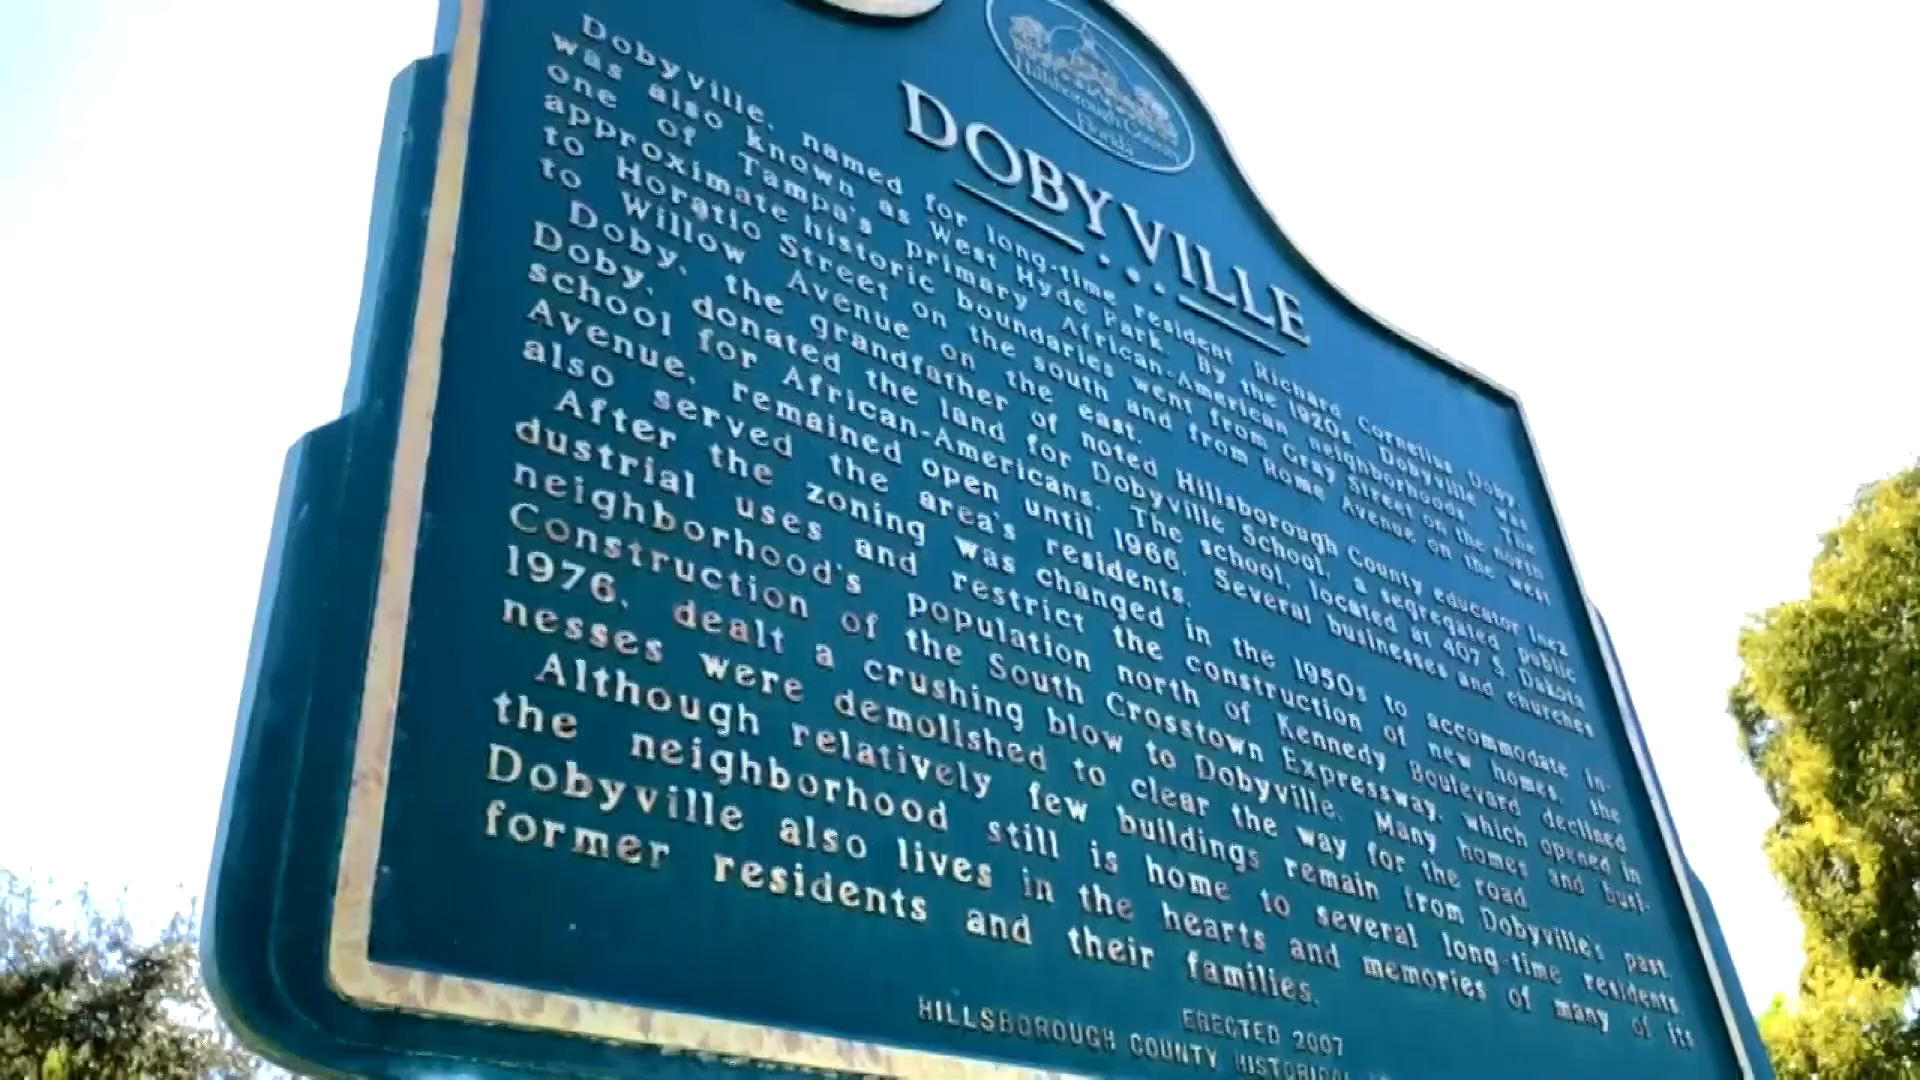 Hillsborough County
Florida
DOBYVILLE
Dobyville, named for long-time resident Richard Cornelius Doby,
was also known as West Hyde Park. By the 1920s, Dobyville was
one of Tampa's primary African-American neighborhoods. The
approximate historic boundaries went from Gray Street on the north
to Horatio Street on the south and from Rome Avenue on the west
to Willow Avenue on the east.
Doby, the grandfather of noted Hillsborough County educator Inez
Doby, donated the land for Dobyville School, a segregated public
school for African-Americans. The school, located at 407 S. Dakota
Avenue, remained open until 1966. Several businesses and churches
also served the area's residents.
After the zoning was changed in the 1950s to accommodate in-
dustrial uses and restrict the construction of new homes, the
neighborhood's population north of Kennedy Boulevard declined.
Construction of the South Crosstown Expressway, which opened in
1976, dealt a crushing blow to Dobyville. Many homes and busi-
nesses were demolished to clear the way for the road.
Although relatively few buildings remain from Dobyville's past,
the neighborhood still is home to several long-time residents.
Dobyville also lives in the hearts and memories of many of its
former residents and their families.
ERECTED 2007
HILLSBOROUGH COUNTY HISTORICAL